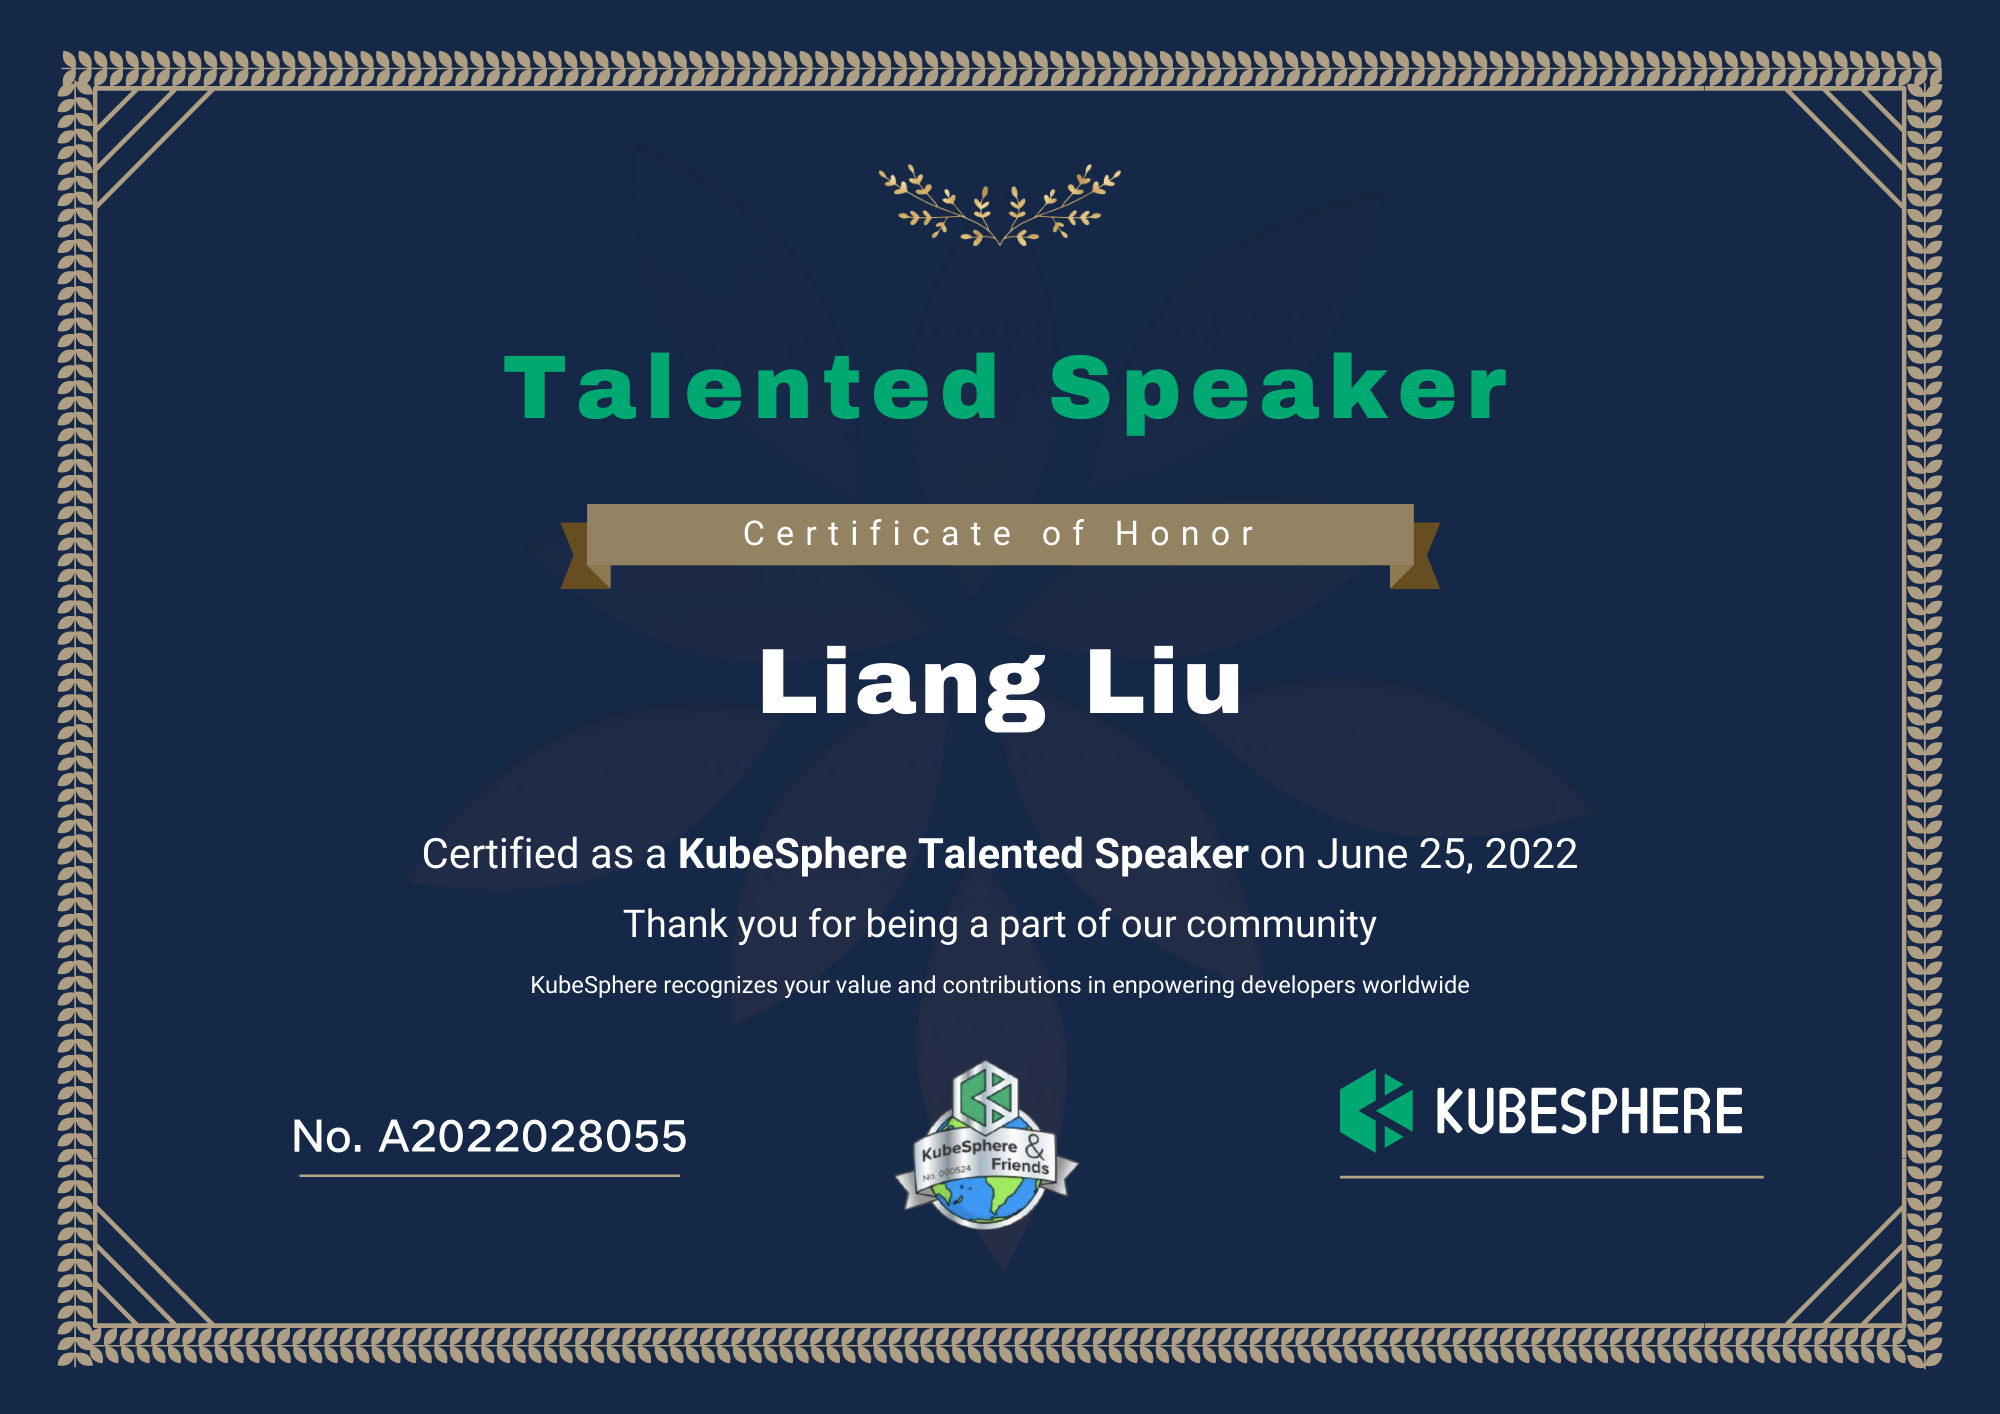 Talented Speaker
Certificate of Honor
Liang Liu
Certified as a KubeSphere Talented Speaker on June 25, 2022
Thank you for being a part of our community
KubeSphere recognizes your value and contributions in enpowering developers worldwide
No. A2022028055
KubeSphere &
Friends
No. 000524
KUBESPHERE